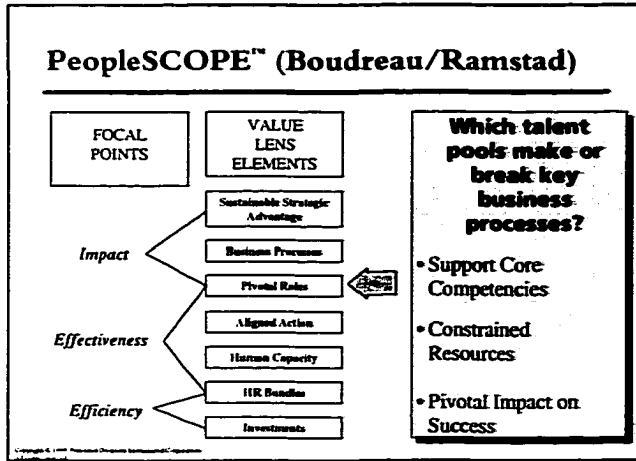 PeopleSCOPE™ (Boudreau/Ramstad)
FOCAL
POINTS
VALUE
LENS
ELEMENTS
Sustainable Strategic
Advantage
Business Processes
Pivotal Roles
Aligned Action
Human Capacity
HR Bundles
Investments
Impact
Effectiveness
Efficiency
Which talent
pools make or
break key
business
processes?
• Support Core
Competencies
• Constrained
Resources
• Pivotal Impact on
Success